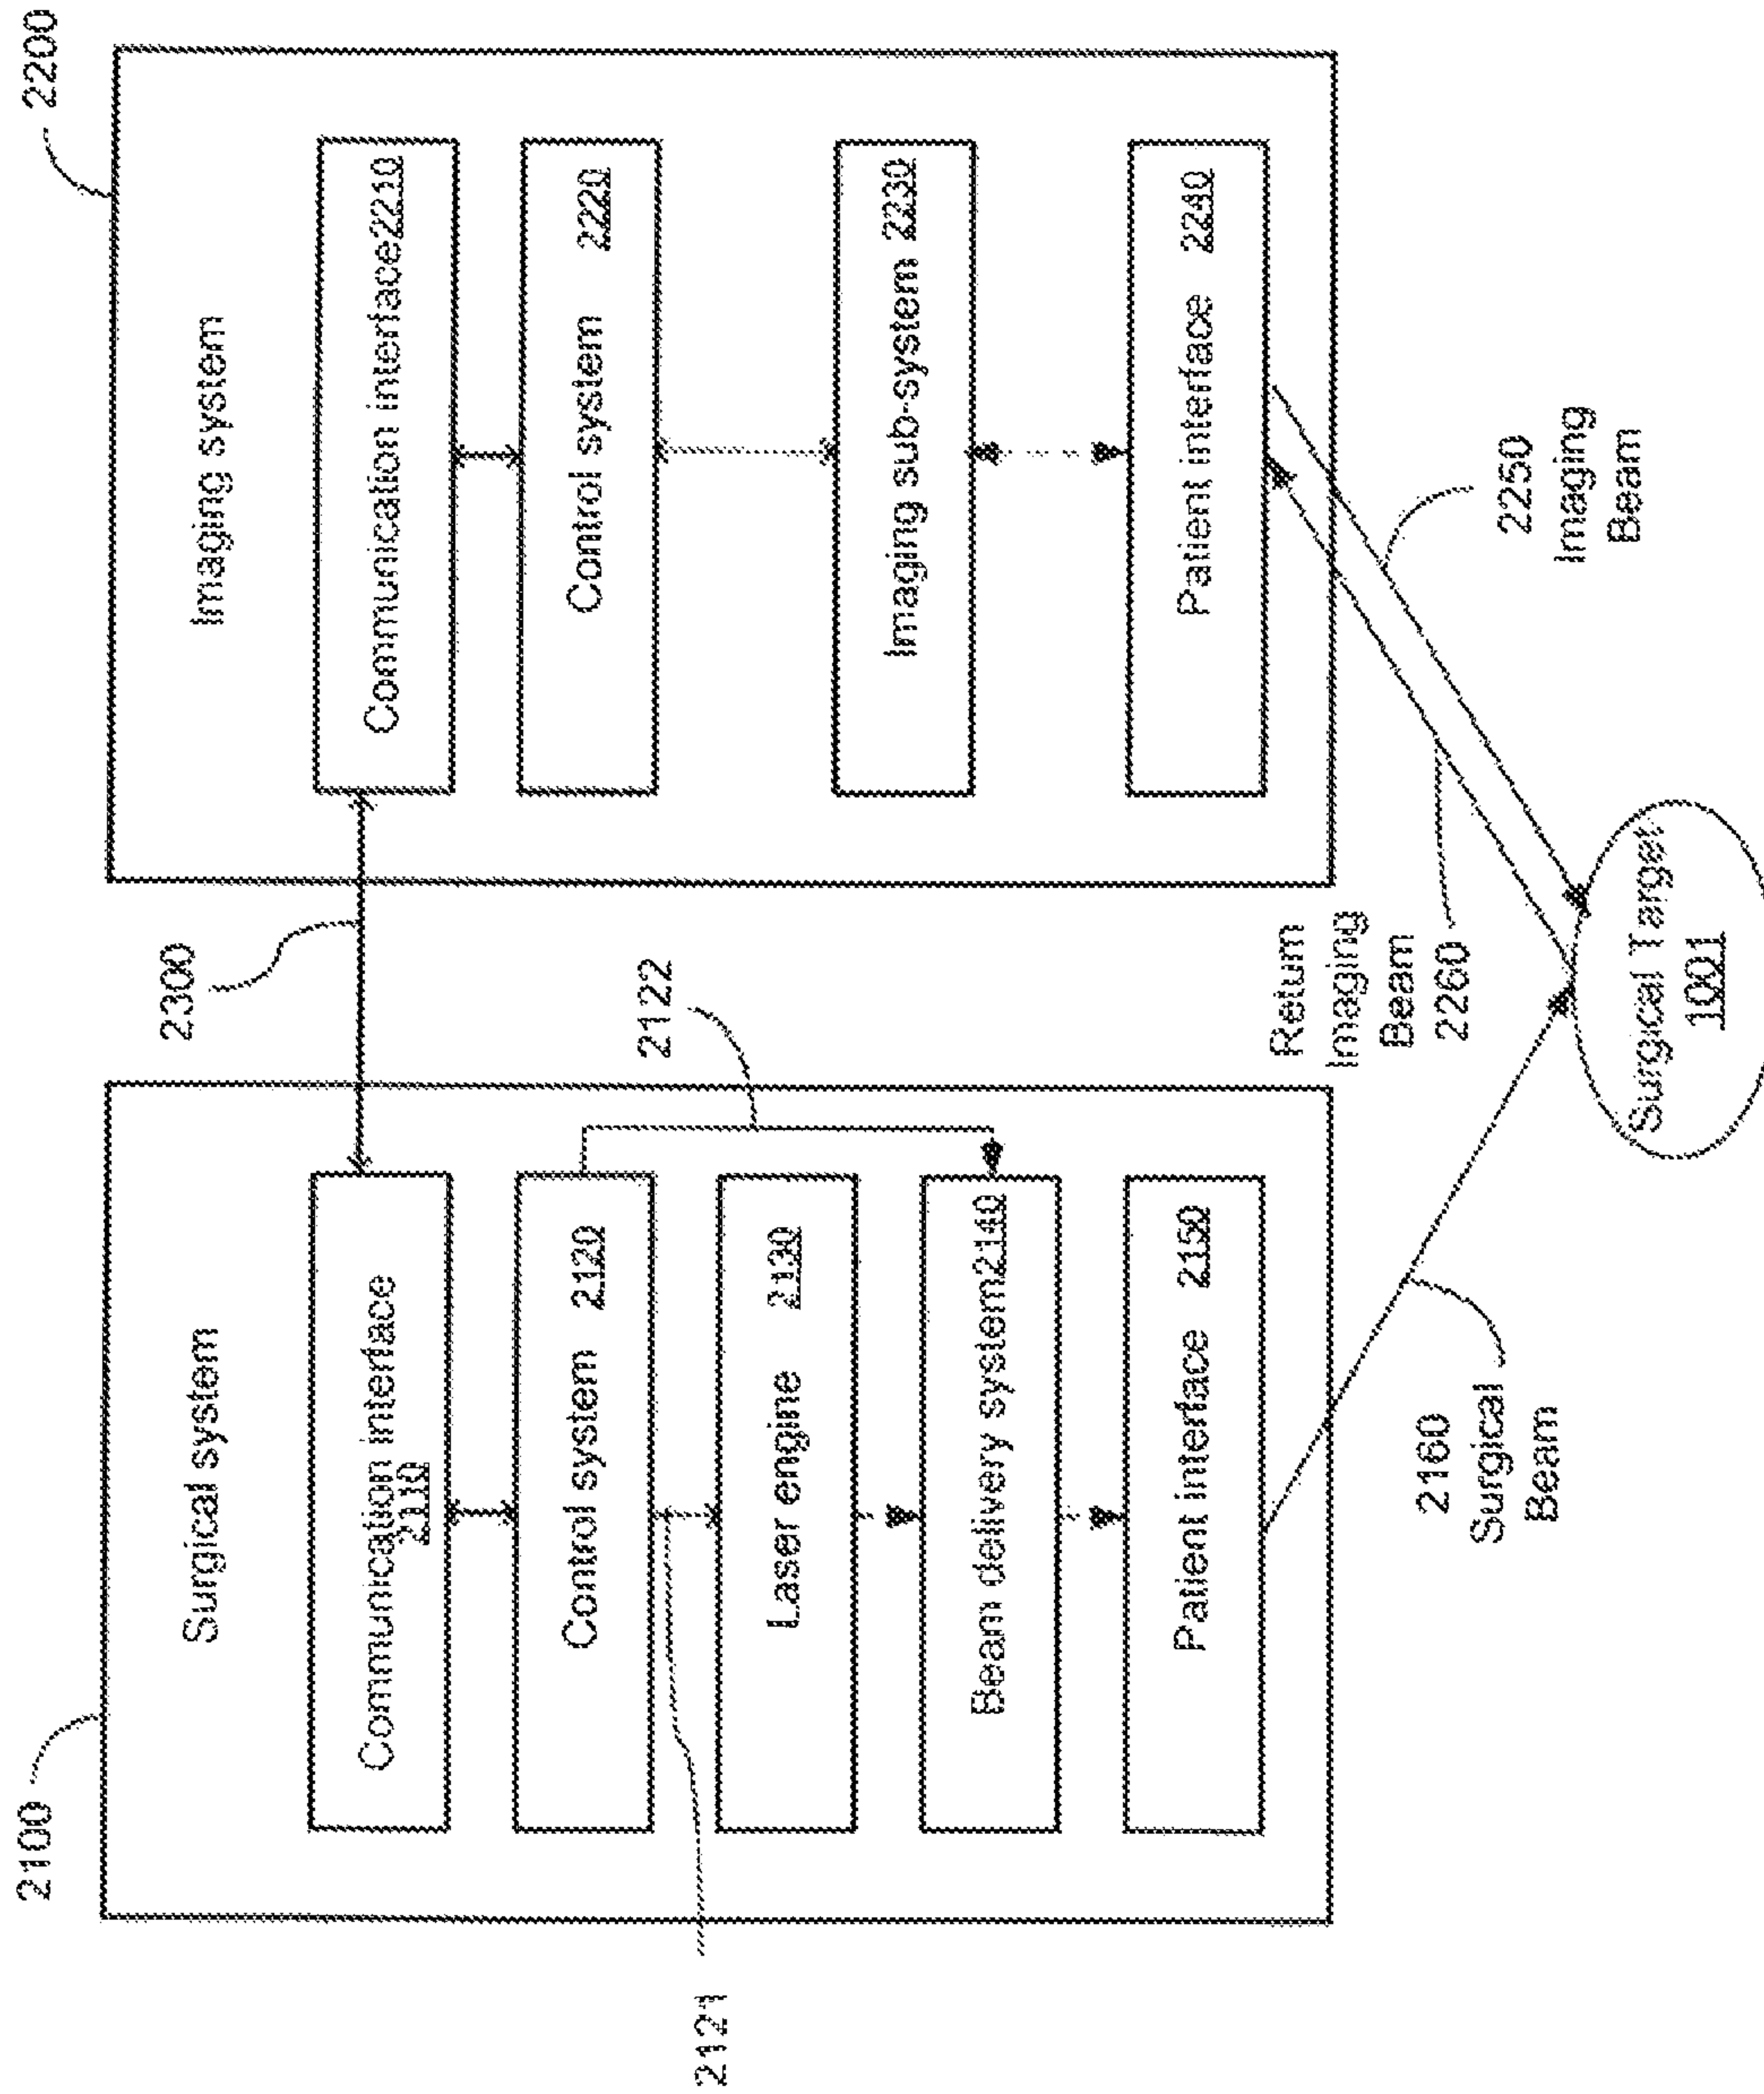 2100
Surgical system
Communication interface
2110
Control system 2120
2121
2122
Laser engine 2130
Beam delivery system2140
Patient interface 2150
2160
Surgical
Beam
2300
2200
Imaging system
Communication interface2210
Control system 2220
Imaging sub-system 2230
Patient interface 2240
Return
Imaging
Beam
2260
2250
Imaging
Beam
Surgical Target
1001